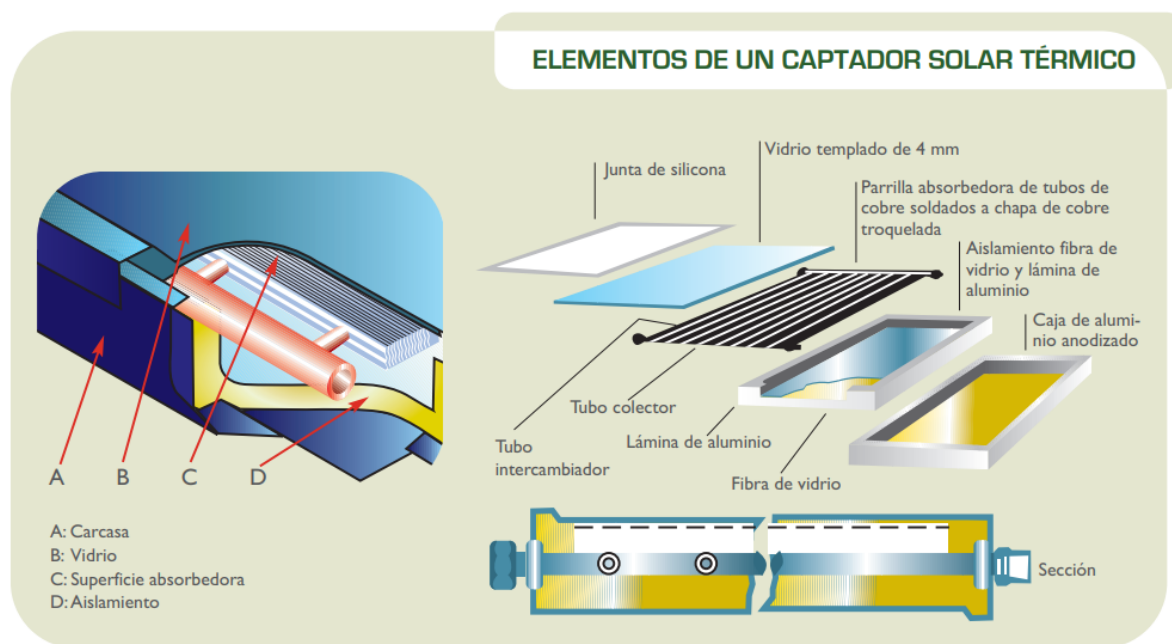 ELEMENTOS DE UN CAPTADOR SOLAR TÉRMICO
A
B
C
D
A: Carcasa
B: Vidrio
C: Superficie absorbedora
D: Aislamiento
Junta de silicona
Vidrio templado de 4 mm
Parrilla absorbedora de tubos de
cobre soldados a chapa de cobre
troquelada
Aislamiento fibra de
vidrio y lámina de
aluminio
Caja de alumi-
nio anodizado
Tubo colector
Tubo
intercambiador
Lámina de aluminio
Fibra de vidrio
Sección